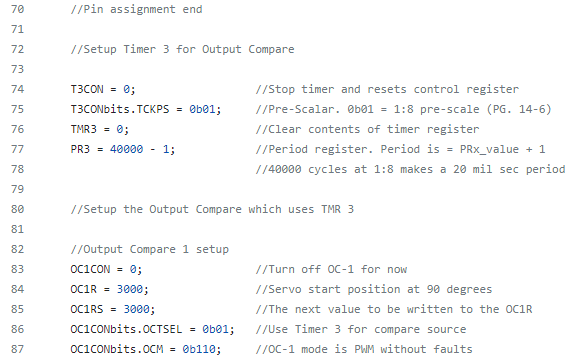 70 //Pin assignment end
71
72 //Setup Timer 3 for Output Compare
73
74 T3CON = 0; //Stop timer and resets control register
75 T3CONbits.TCKPS = 0b01; //Pre-Scalar. 0b01 = 1:8 pre-scale (PG. 14-6)
76 TMR3 = 0; //Clear contents of timer register
77 PR3 = 40000 - 1; //Period register. Period is = PRx_value + 1
78 //40000 cycles at 1:8 makes a 20 mil sec period
79
80 //Setup the Output Compare which uses TMR 3
81
82 //Output Compare 1 setup
83 OC1CON = 0; //Turn off OC-1 for now
84 OC1R = 3000; //Servo start position at 90 degrees
85 OC1RS = 3000; //The next value to be written to the OC1R
86 OC1CONbits.OCTSEL = 0b01; //Use Timer 3 for compare source
87 OC1CONbits.OCM = 0b110; //OC-1 mode is PWM without faults